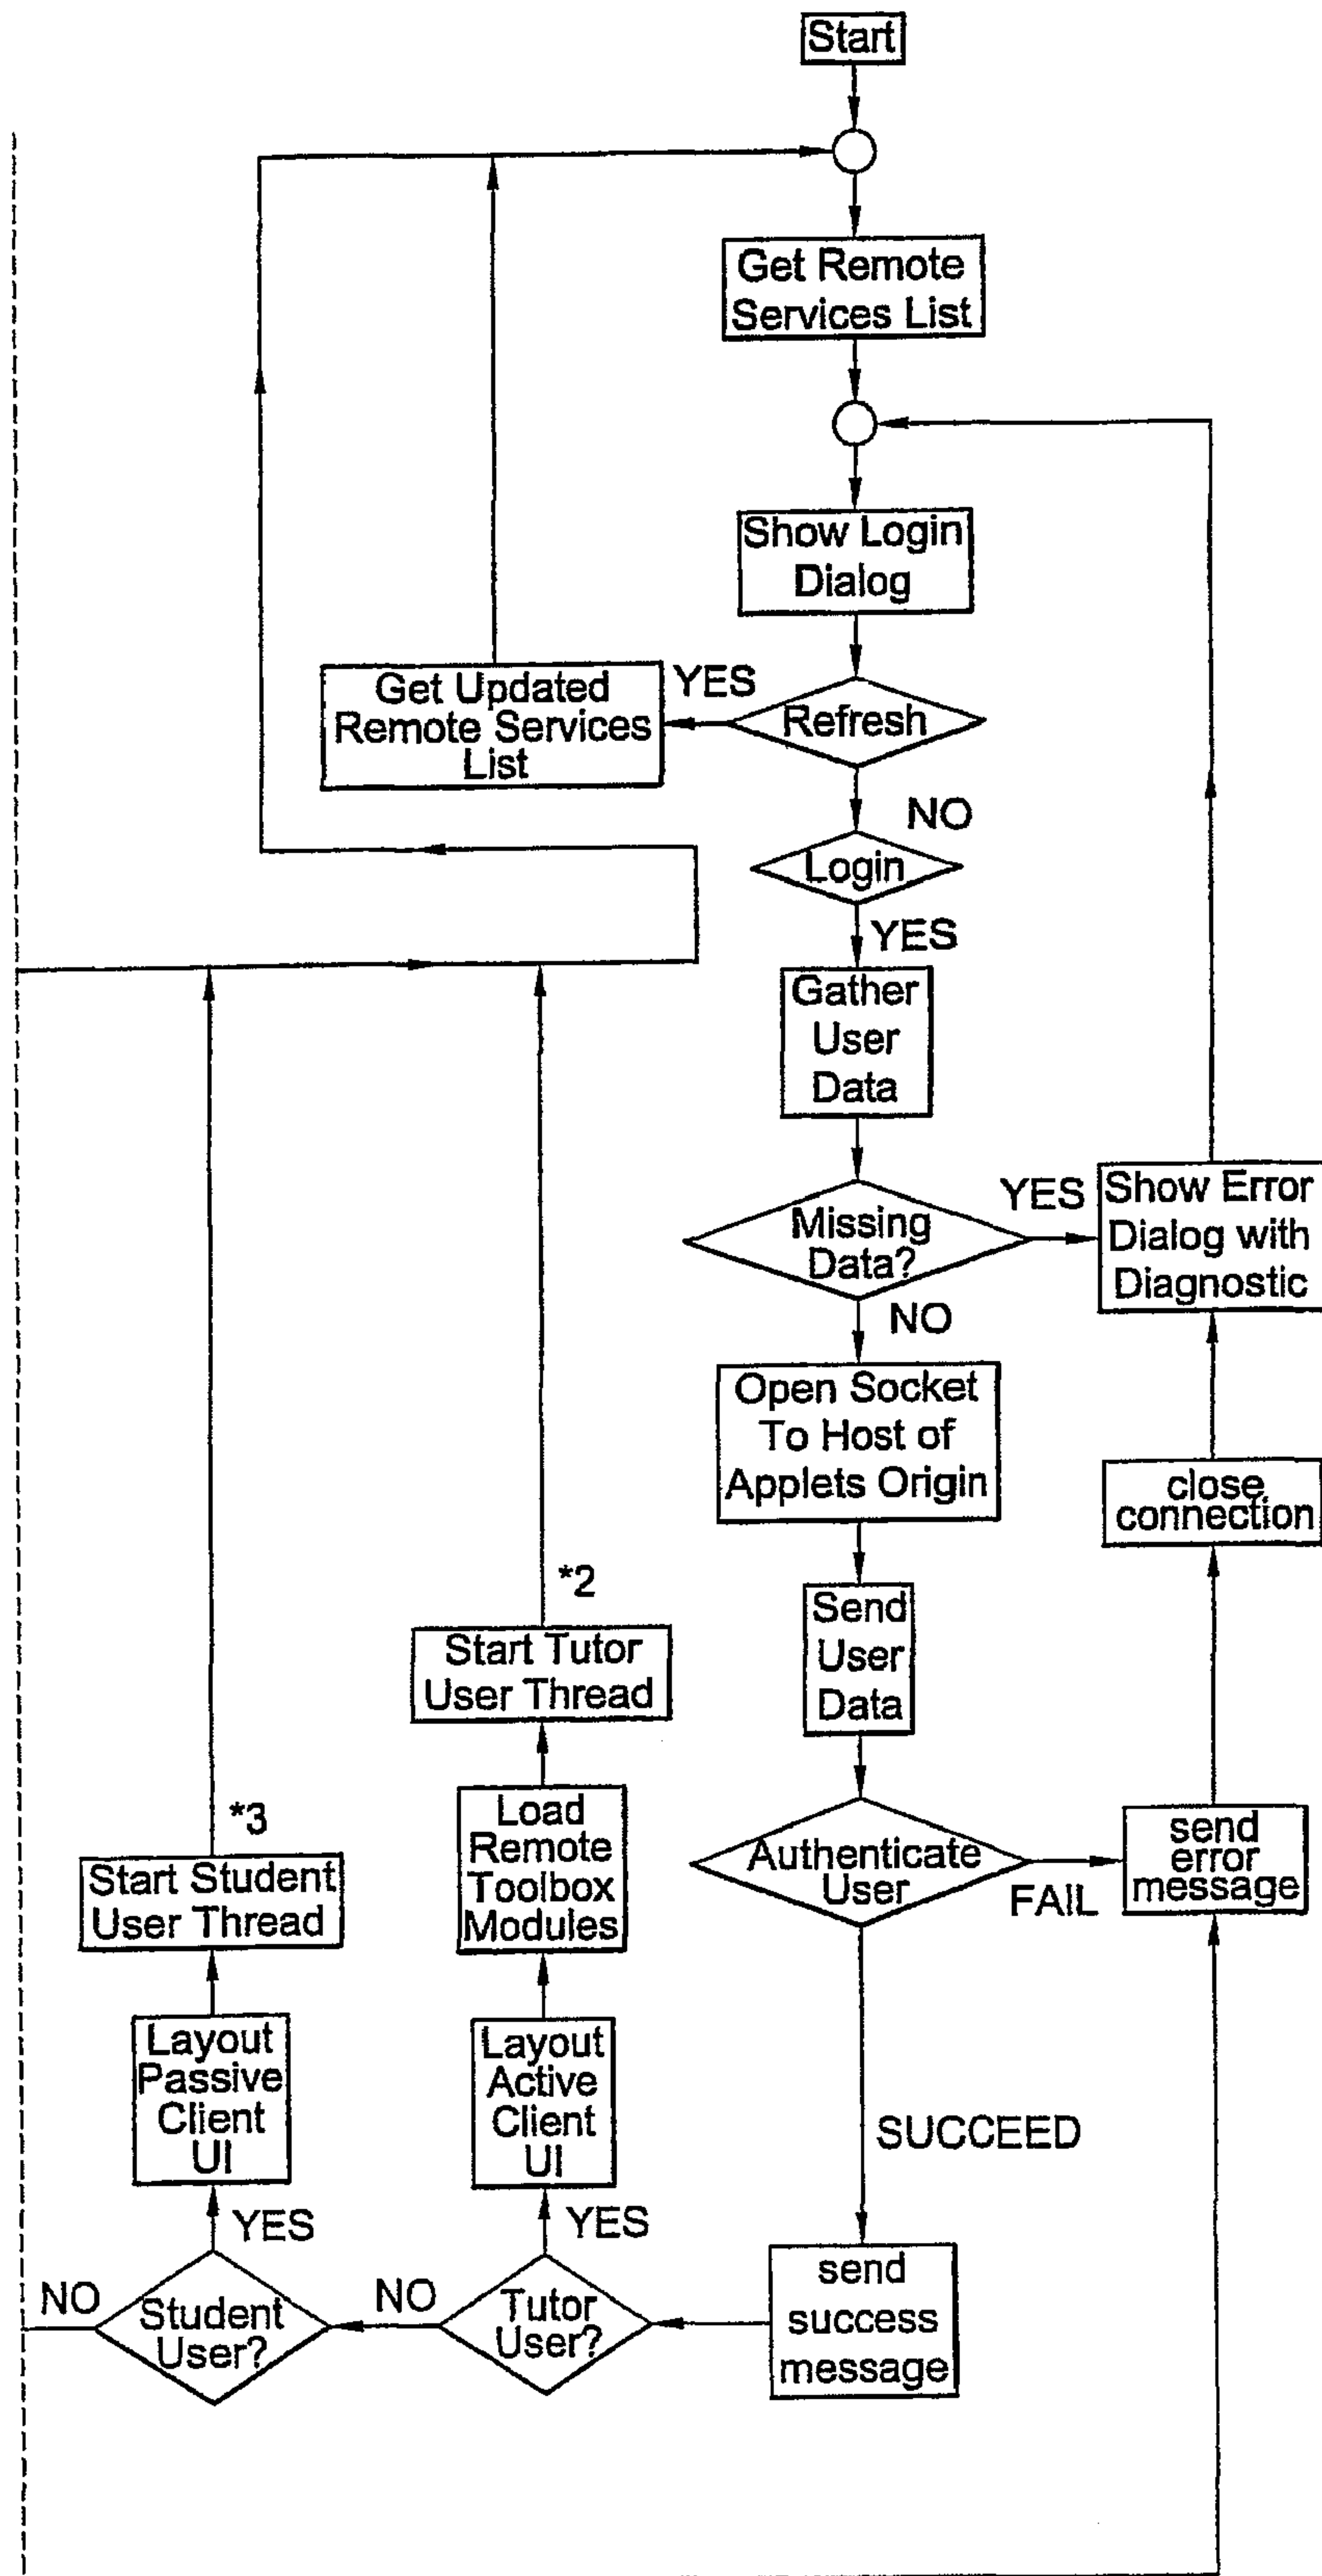 Start
Get Remote
Services List
Show Login
Dialog
Refresh
YES
Get Updated
Remote Services
List
NO
Login
YES
Gather
User
Data
Missing
Data?
YES
Show Error
Dialog with
Diagnostic
NO
Open Socket
To Host of
Applets Origin
close
connection
Send
User
Data
*2
Start Tutor
User Thread
Load
Remote
Toolbox
Modules
*3
Start Student
User Thread
Authenticate
User
FAIL
send
error
message
Layout
Passive
Client
UI
Layout
Active
Client
UI
SUCCEED
YES
YES
send
success
message
Tutor
User?
NO
Student
User?
NO